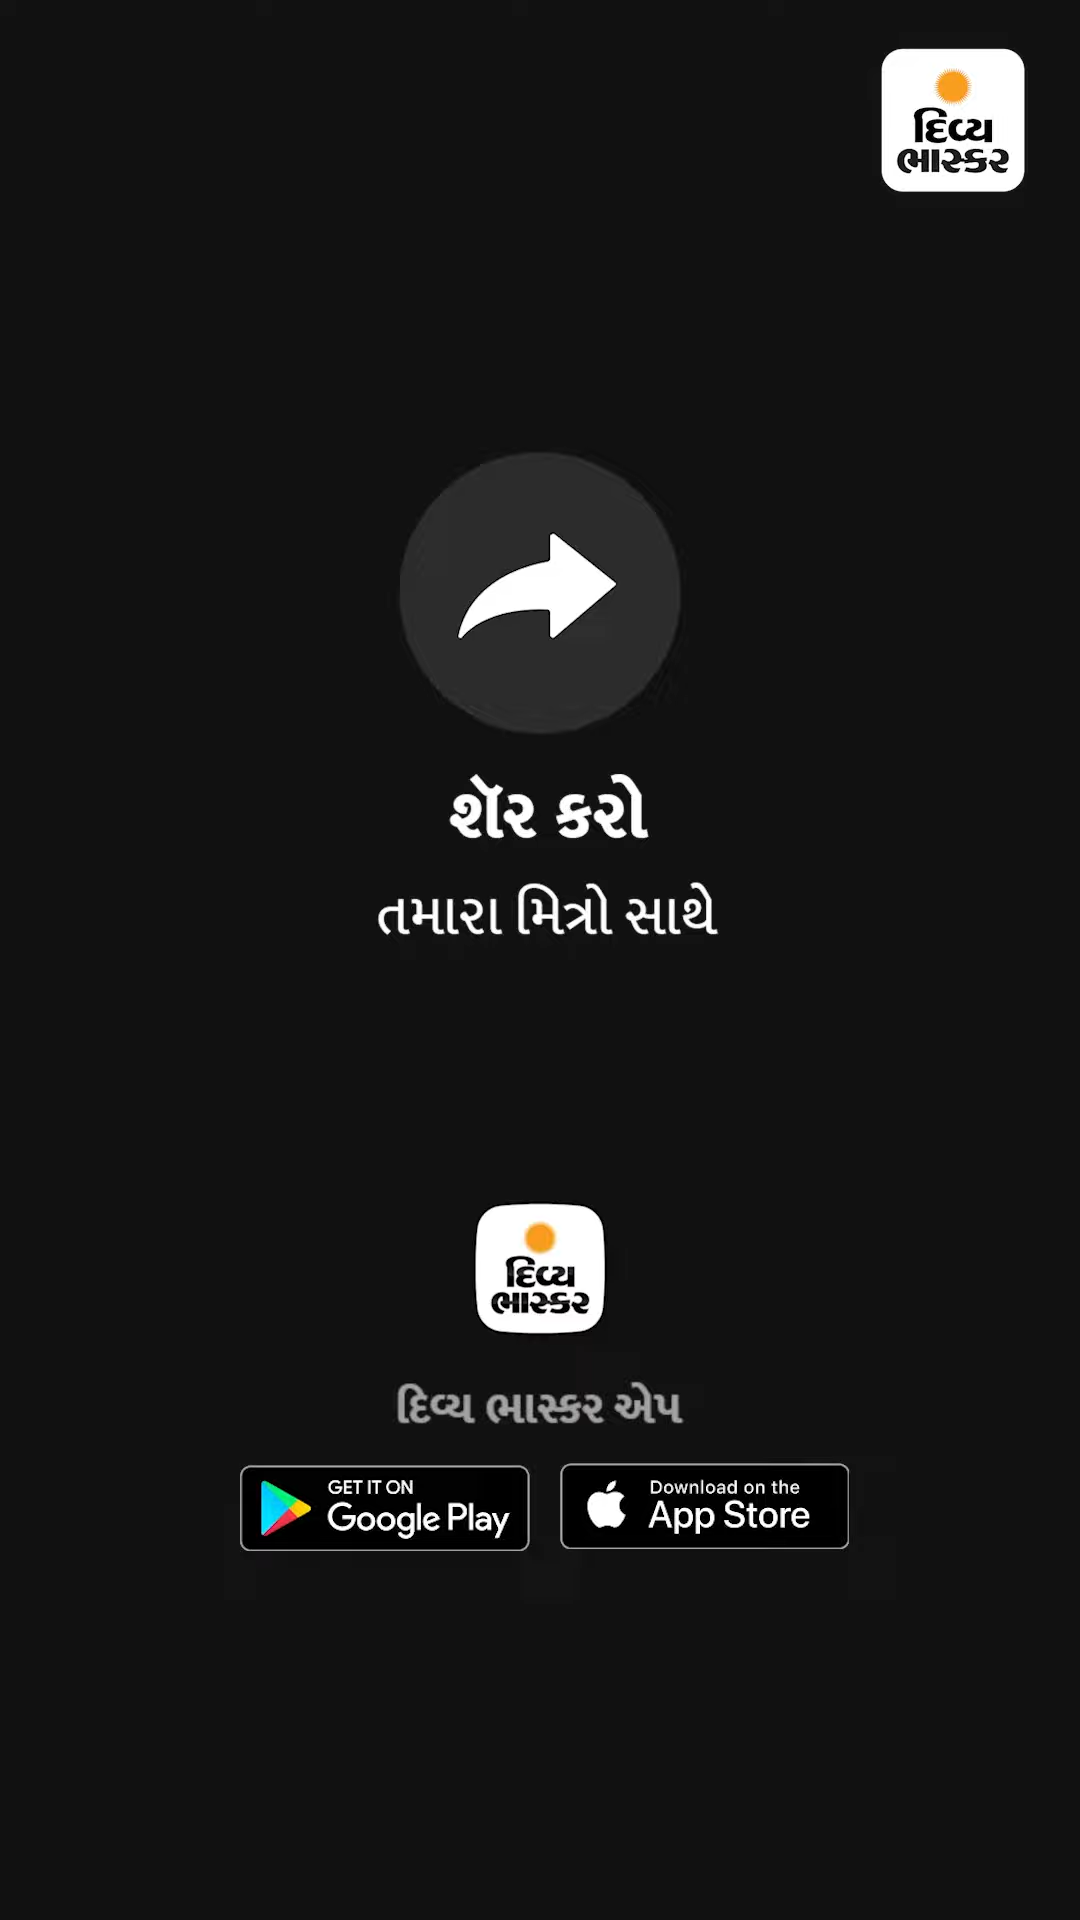 દિવ્ય
ભાસ્કર
શૅર કરો
તમારા મિત્રો સાથે
દિવ્ય
ભાસ્કર
દિવ્ય ભાસ્કર એપ
GET IT ON
Google Play
Download on the
App Store